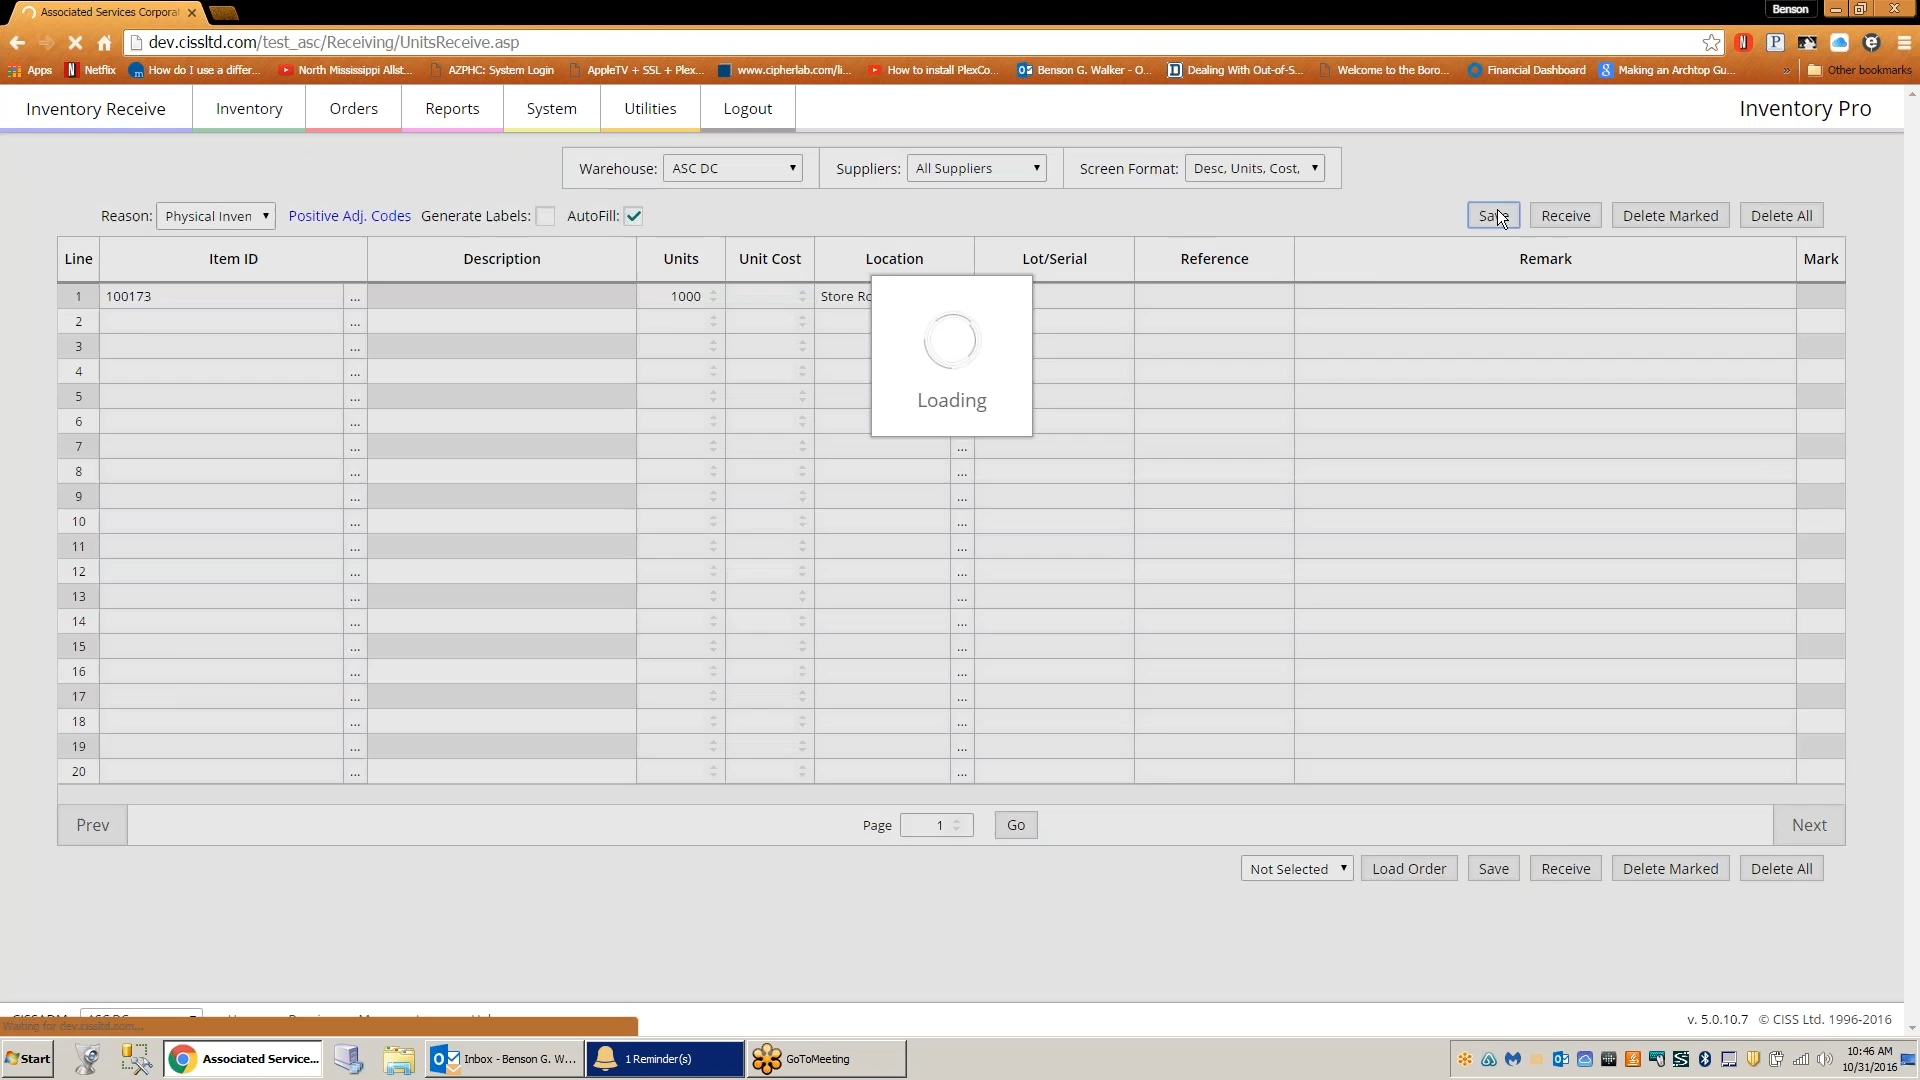 Associated Services Corporat
Benson
dev.cissltd.com/test_asc/Receiving/UnitsReceive.asp
Apps Netflix How do I use a differ... North Mississippi Allst... AZPHC: System Login AppleTV + SSL + Plex... www.cipherlab.com/li... How to install PlexCo... Benson G. Walker - O... Dealing With Out-of-S... Welcome to the Boro... Financial Dashboard Making an Archtop Gu... » Other bookmarks
Inventory Receive Inventory Orders Reports System Utilities Logout Inventory Pro
Warehouse: ASC DC Suppliers: All Suppliers Screen Format: Desc, Units, Cost,
Reason: Physical Inven Positive Adj. Codes Generate Labels: AutoFill: Save Receive Delete Marked Delete All
Line Item ID Description Units Unit Cost Location Lot/Serial Reference Remark Mark
1 100173 ... 1000 Store Ro
2 ...
3 ...
4 ...
5 ...
Loading
6 ...
7 ... ...
8 ... ...
9 ... ...
10 ... ...
11 ... ...
12 ... ...
13 ... ...
14 ... ...
15 ... ...
16 ... ...
17 ... ...
18 ... ...
19 ... ...
20 ... ...
Prev Page 1 Go Next
Not Selected Load Order Save Receive Delete Marked Delete All
v. 5.0.10.7 © CISS Ltd. 1996-2016
Waiting for dev.cissltd.com...
Start Associated Service... Inbox - Benson G. W... 1 Reminder(s) GoToMeeting
10:46 AM
10/31/2016